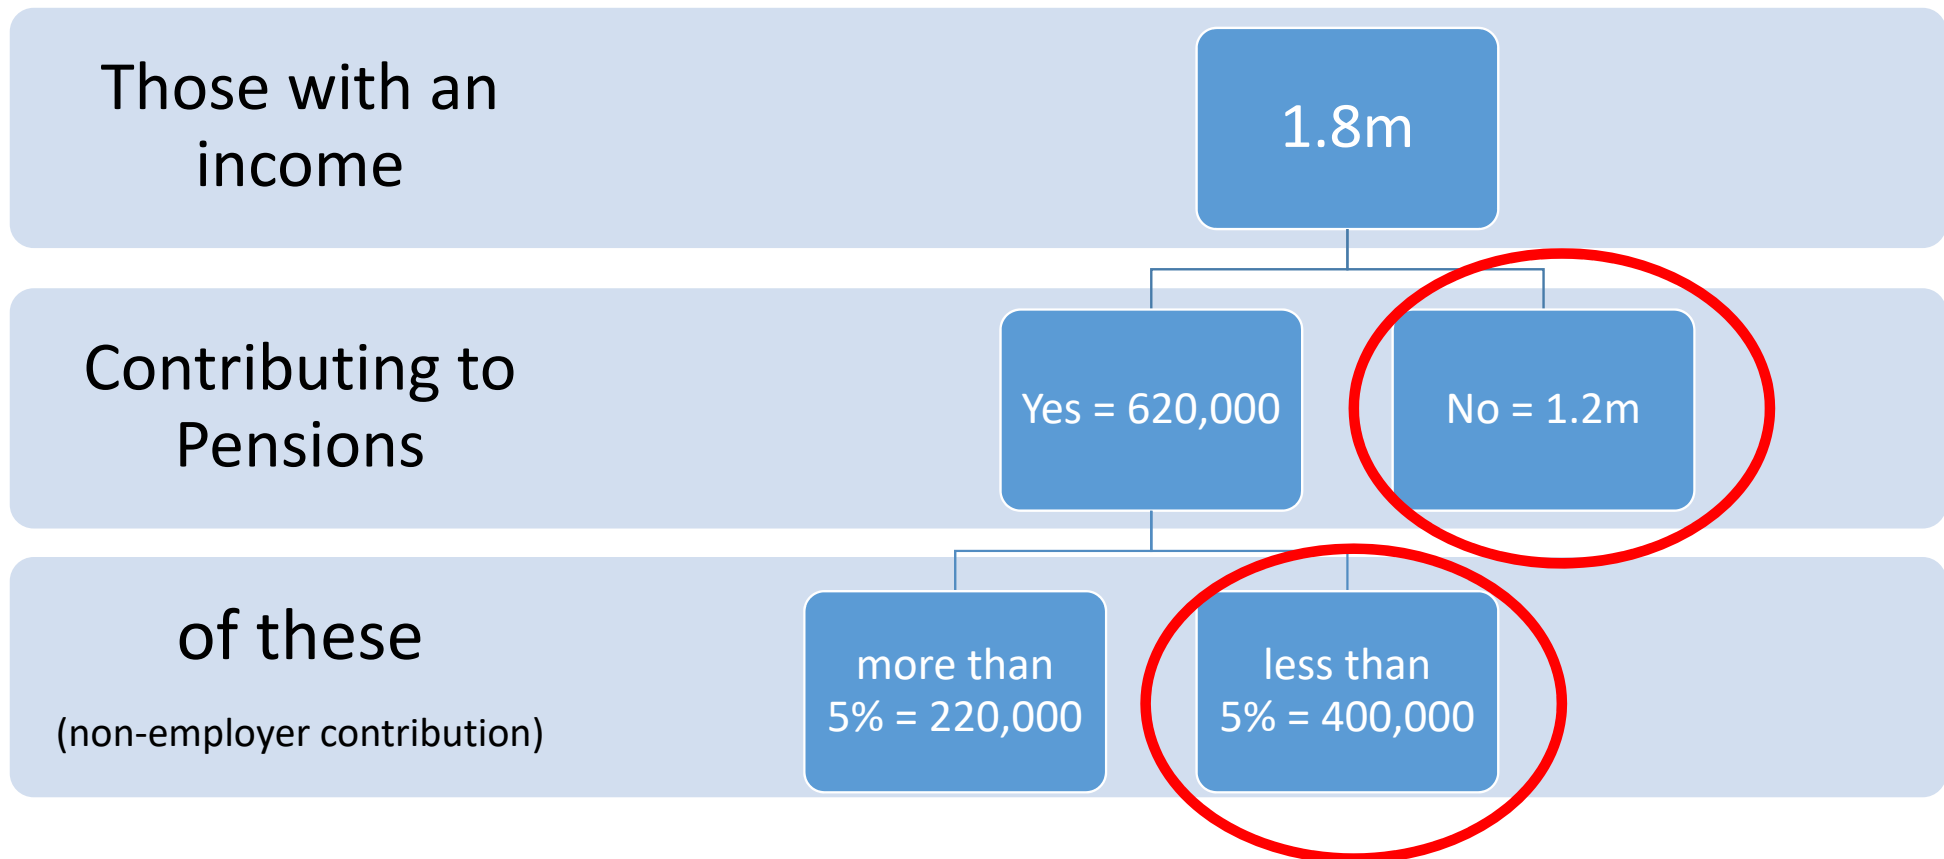 Those with an
income
1.8m
Contributing to
Pensions
Yes = 620,000
No = 1.2m
of these
(non-employer contribution)
more than
5% = 220,000
less than
5% = 400,000